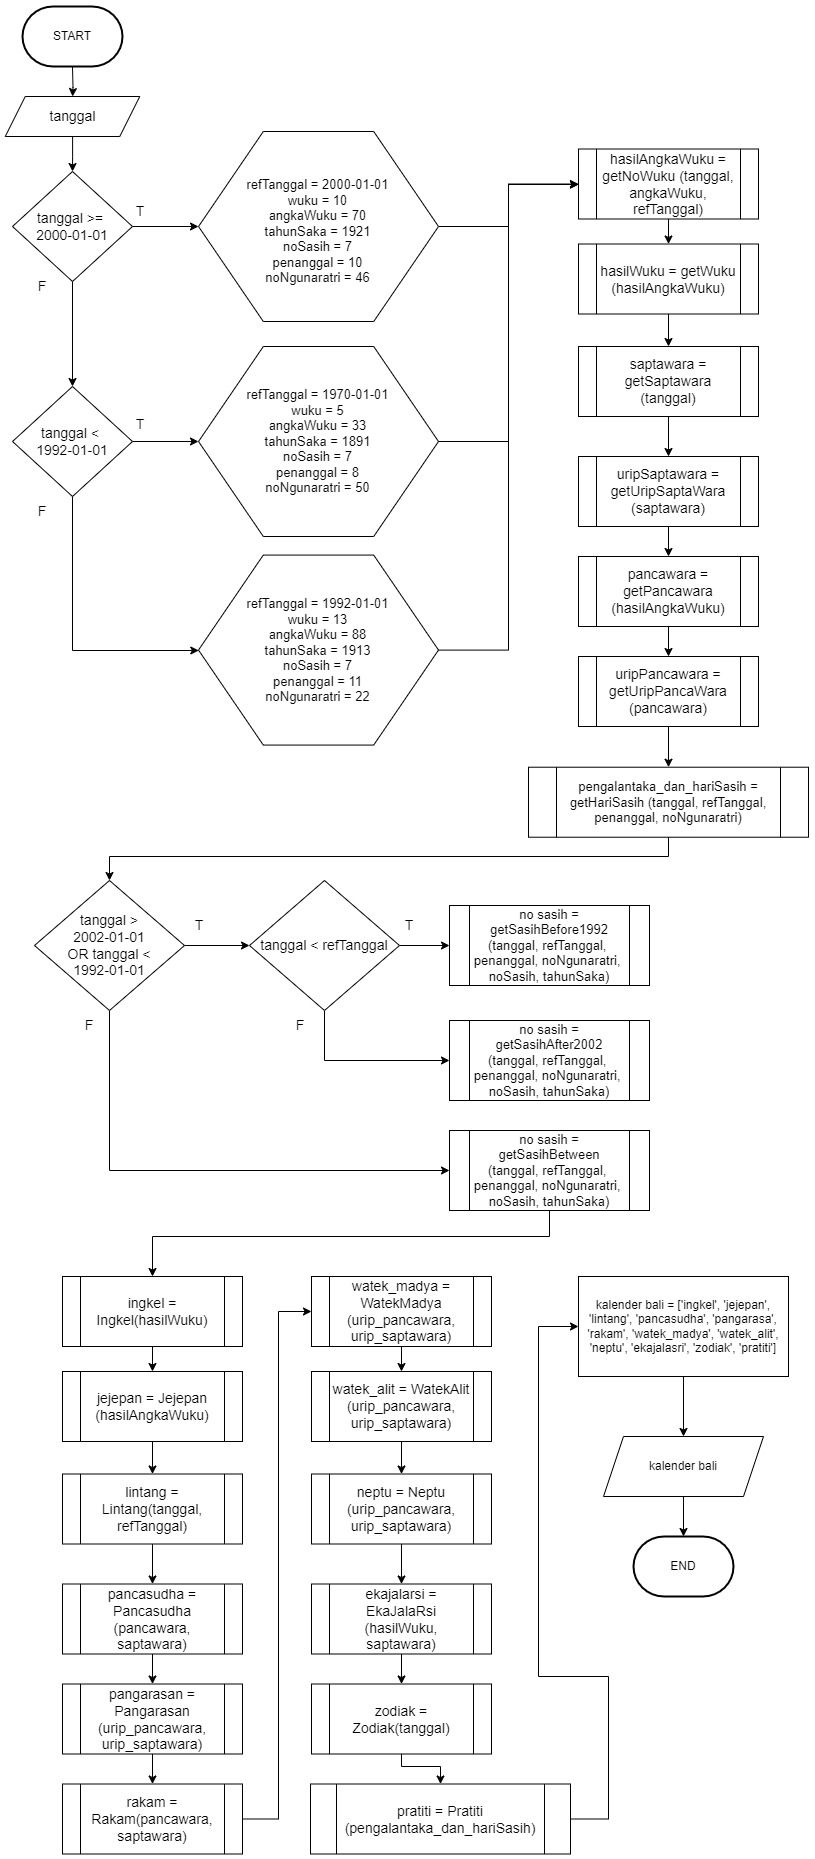 START
tanggal
tanggal >=
2000-01-01
T
F
refTanggal = 2000-01-01
wuku = 10
angkaWuku = 70
tahunSaka = 1921
noSasih = 7
penanggal = 10
noNgunaratri = 46
tanggal <
1992-01-01
T
F
refTanggal = 1970-01-01
wuku = 5
angkaWuku = 33
tahunSaka = 1891
noSasih = 7
penanggal = 8
noNgunaratri = 50
refTanggal = 1992-01-01
wuku = 13
angkaWuku = 88
tahunSaka = 1913
noSasih = 7
penanggal = 11
noNgunaratri = 22
hasilAngkaWuku =
getNoWuku (tanggal,
angkaWuku,
refTanggal)
hasilWuku = getWuku
(hasilAngkaWuku)
saptawara =
getSaptawara
(tanggal)
uripSaptawara =
getUripSaptaWara
(saptawara)
pancawara =
getPancawara
(hasilAngkaWuku)
uripPancawara =
getUripPancaWara
(pancawara)
pengalantaka_dan_hariSasih =
getHariSasih (tanggal, refTanggal,
penanggal, noNgunaratri)
tanggal >
2002-01-01
OR tanggal <
1992-01-01
T
F
tanggal < refTanggal
T
F
no sasih =
getSasihBefore1992
(tanggal, refTanggal,
penanggal, noNgunaratri,
noSasih, tahunSaka)
no sasih =
getSasihAfter2002
(tanggal, refTanggal,
penanggal, noNgunaratri,
noSasih, tahunSaka)
no sasih =
getSasihBetween
(tanggal, refTanggal,
penanggal, noNgunaratri,
noSasih, tahunSaka)
ingkel =
Ingkel(hasilWuku)
jejepan = Jejepan
(hasilAngkaWuku)
lintang =
Lintang(tanggal,
refTanggal)
pancasudha =
Pancasudha
(pancawara,
saptawara)
pangarasan =
Pangarasan
(urip_pancawara,
urip_saptawara)
rakam =
Rakam(pancawara,
saptawara)
watek_madya =
WatekMadya
(urip_pancawara,
urip_saptawara)
watek_alit = WatekAlit
(urip_pancawara,
urip_saptawara)
neptu = Neptu
(urip_pancawara,
urip_saptawara)
ekajalarsi =
EkaJalaRsi
(hasilWuku,
saptawara)
zodiak =
Zodiak(tanggal)
pratiti = Pratiti
(pengalantaka_dan_hariSasih)
kalender bali = ['ingkel', 'jejepan',
'lintang', 'pancasudha', 'pangarasa',
'rakam', 'watek_madya', 'watek_alit',
'neptu', 'ekajalasri', 'zodiak', 'pratiti']
kalender bali
END